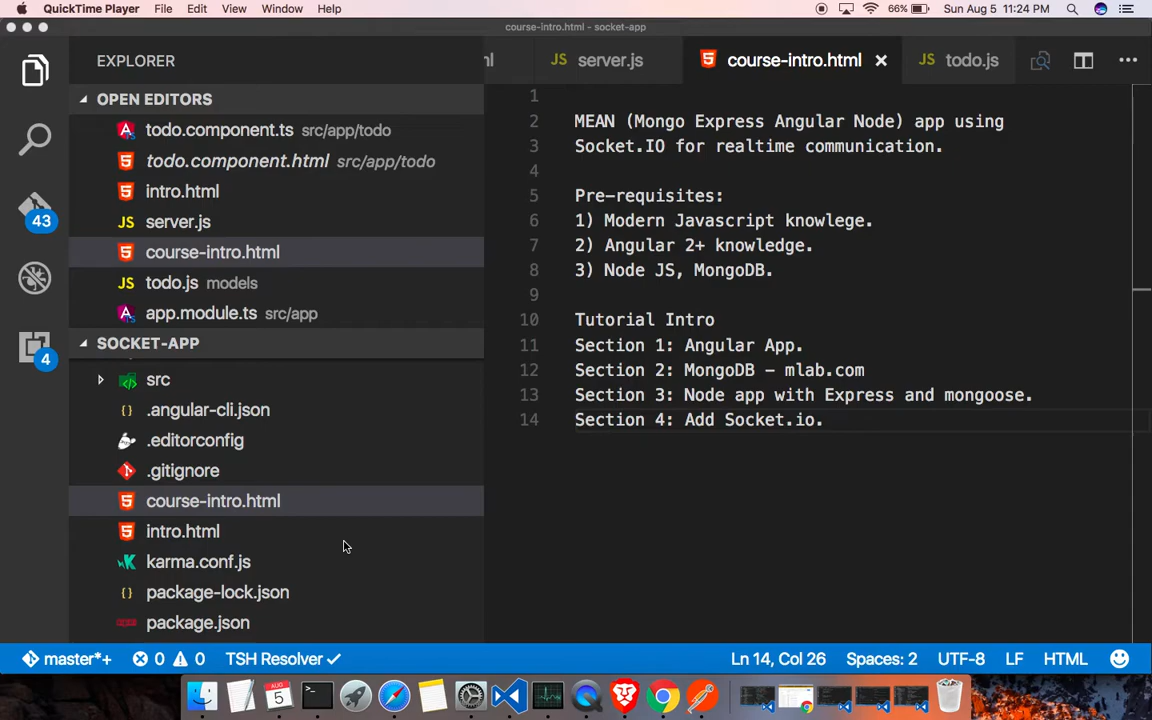 QuickTime Player File Edit View Window Help 66% Sun Aug 5 11:24 PM
course-intro.html - socket-app
EXPLORER
OPEN EDITORS
todo.component.ts src/app/todo
todo.component.html src/app/todo
intro.html
JS server.js
course-intro.html
JS todo.js models
app.module.ts src/app
43
4
SOCKET-APP
src
{} .angular-cli.json
.editorconfig
.gitignore
course-intro.html
intro.html
karma.conf.js
{} package-lock.json
package.json
JS server.js
course-intro.html
JS todo.js
1
2 MEAN (Mongo Express Angular Node) app using
3 Socket.IO for realtime communication.
4
5 Pre-requisites:
6 1) Modern Javascript knowlege.
7 2) Angular 2+ knowledge.
8 3) Node JS, MongoDB.
9
10 Tutorial Intro
11 Section 1: Angular App.
12 Section 2: MongoDB - mlab.com
13 Section 3: Node app with Express and mongoose.
14 Section 4: Add Socket.io.
master*+ 0 0 TSH Resolver Ln 14, Col 26 Spaces: 2 UTF-8 LF HTML
AUG
5